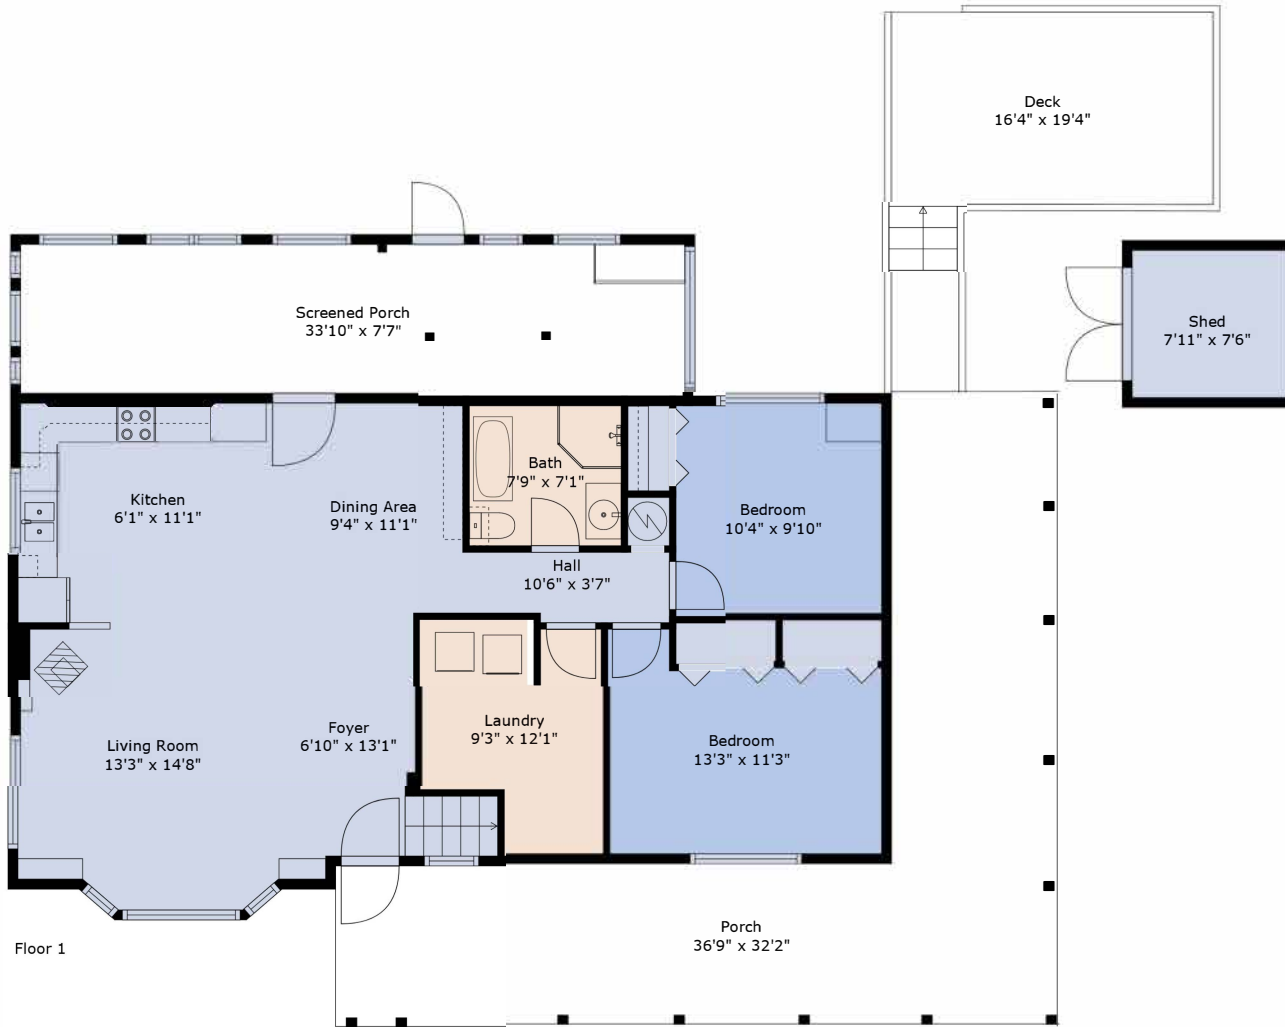 Deck
16'4" x 19'4"
Screened Porch
33'10" x 7'7"
Shed
7'11" x 7'6"
Kitchen
6'1" x 11'1"
Dining Area
9'4" x 11'1"
Bath
7'9" x 7'1"
Bedroom
10'4" x 9'10"
Hall
10'6" x 3'7"
Living Room
13'3" x 14'8"
Foyer
6'10" x 13'1"
Laundry
9'3" x 12'1"
Bedroom
13'3" x 11'3"
Porch
36'9" x 32'2"
Floor 1